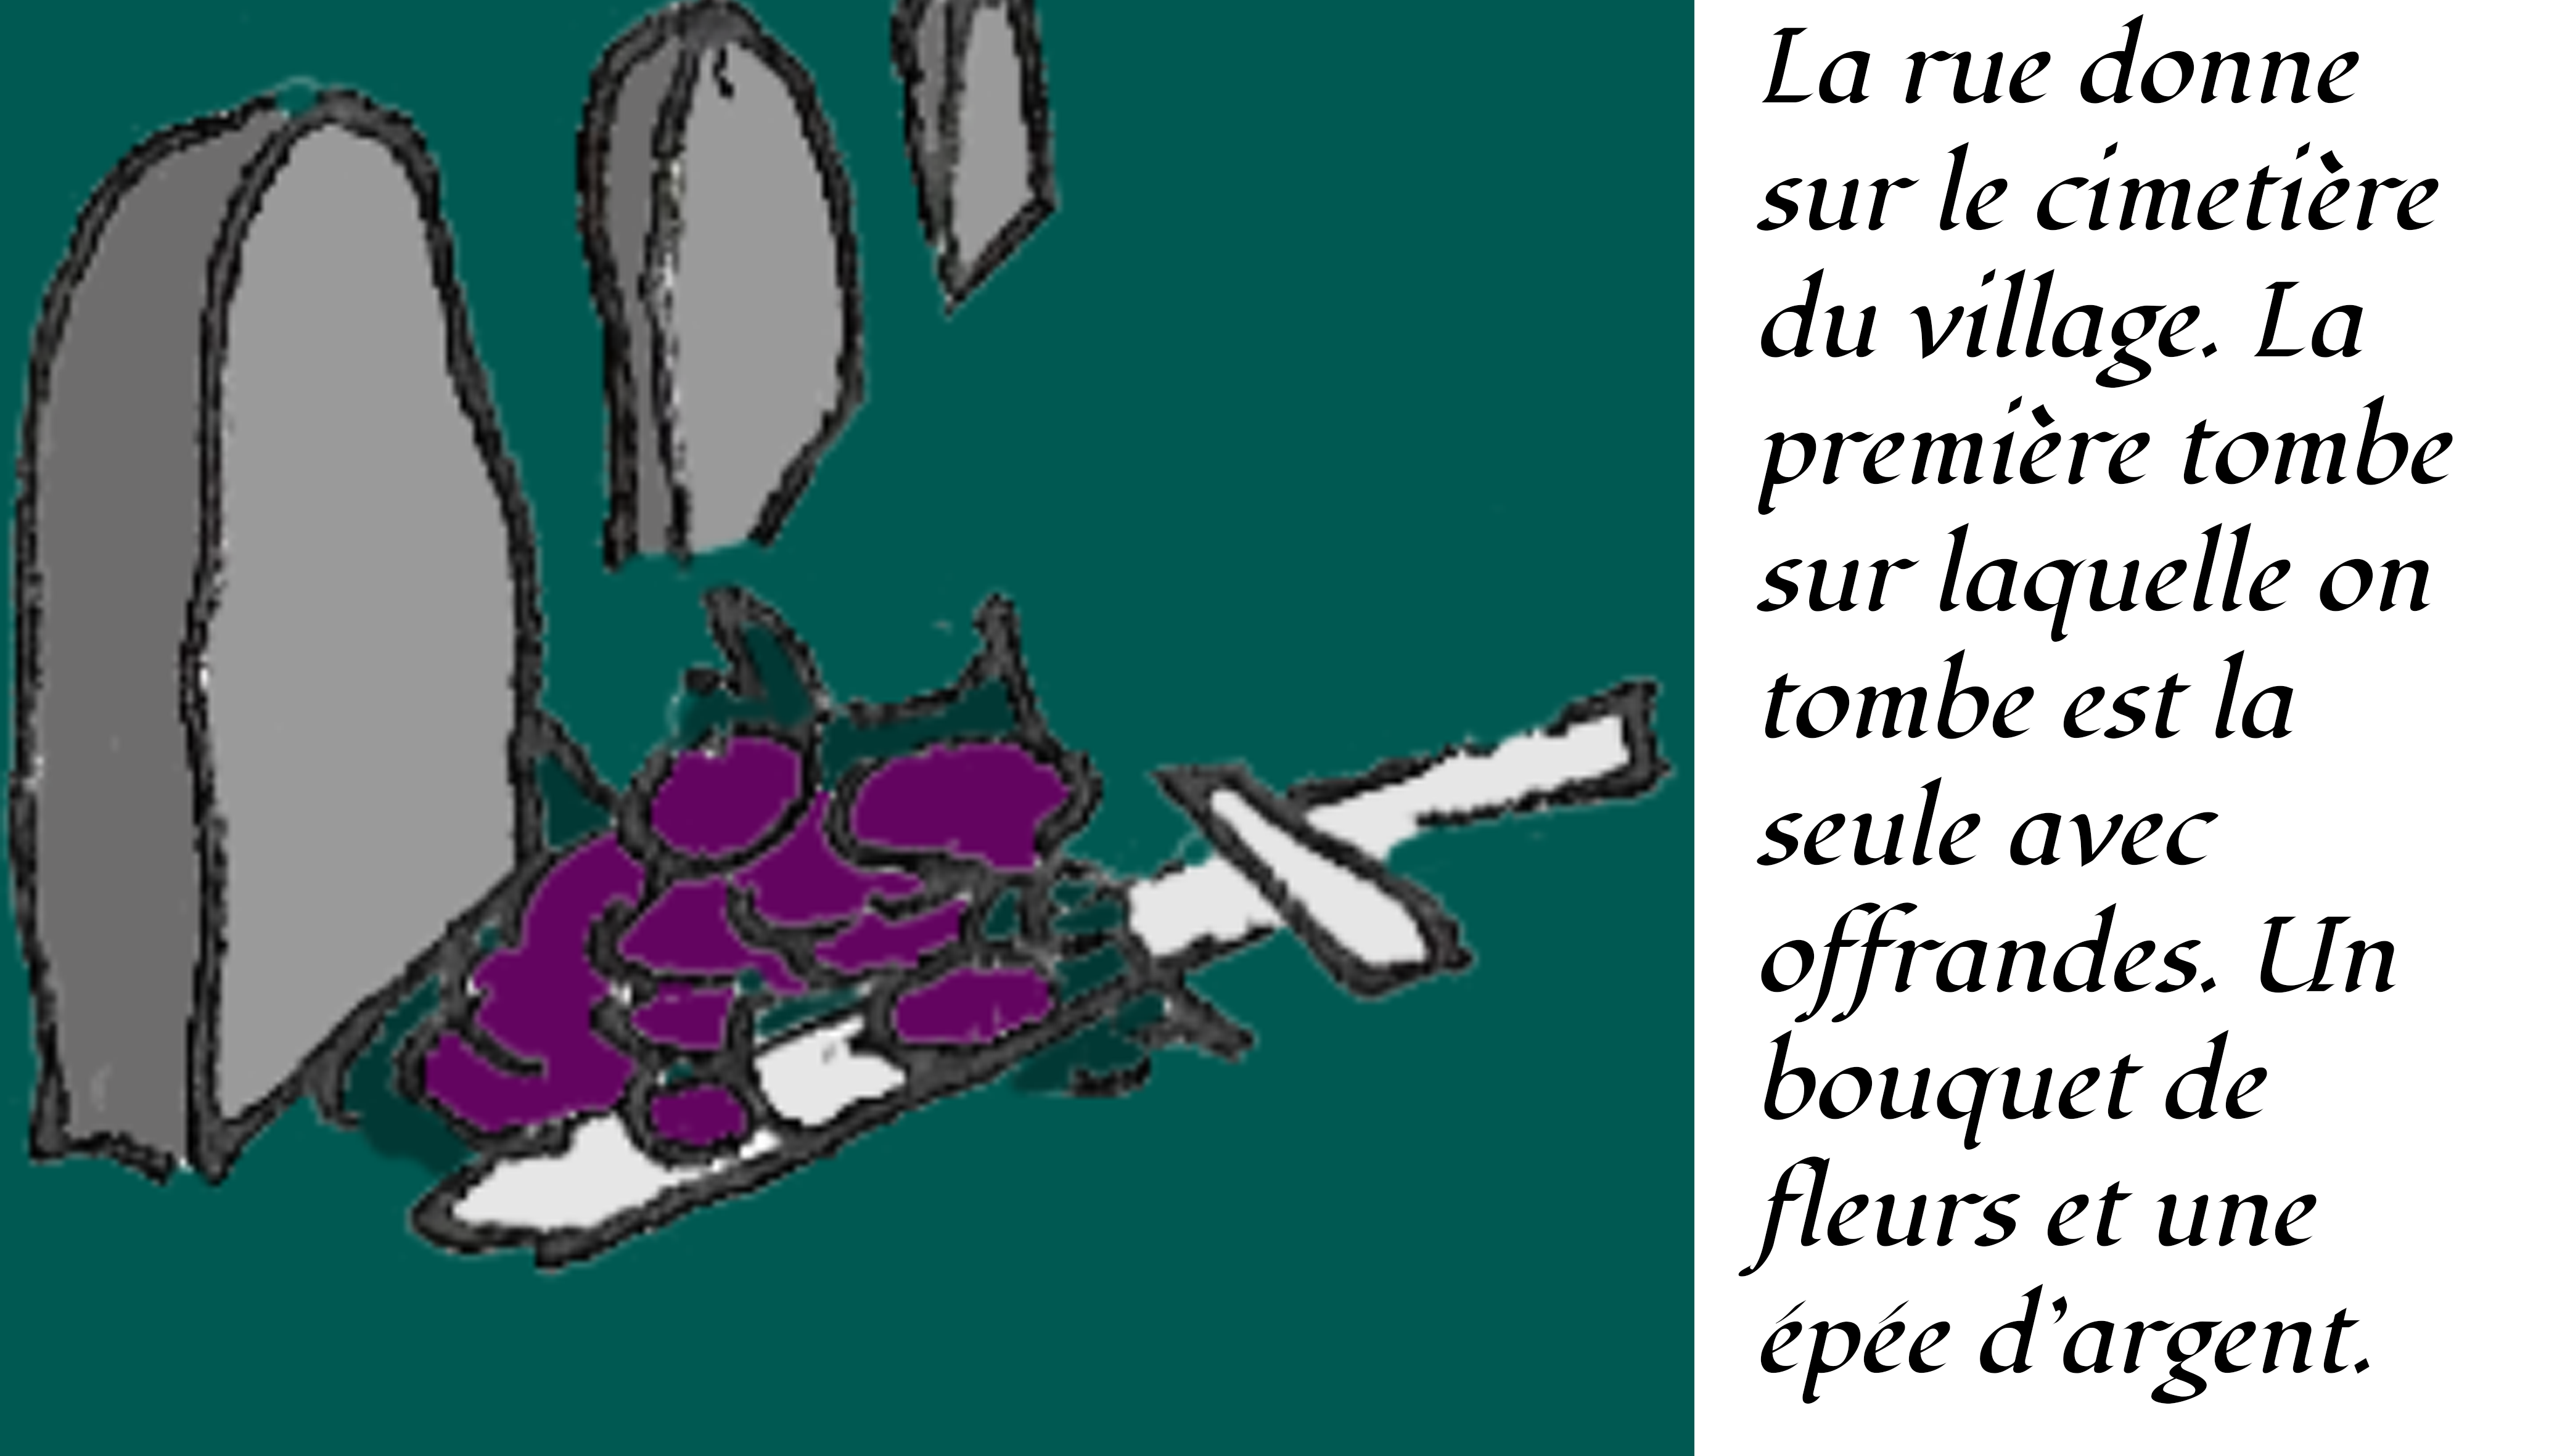 La rue donne
sur le cimetière
du village. La
première tombe
sur laquelle on
tombe est la
seule avec
offrandes. Un
bouquet de
fleurs et une
épée d'argent.